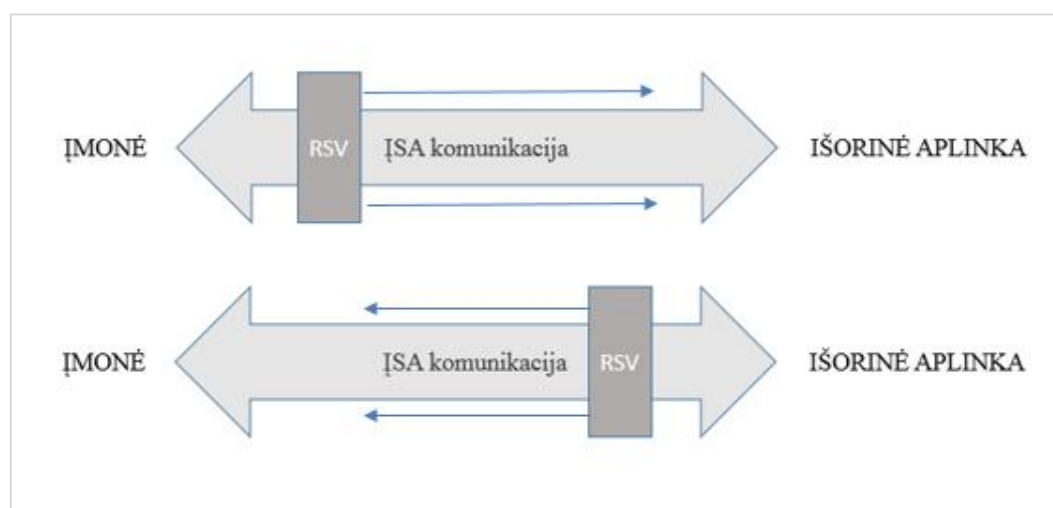 ĮMONĖ RSV ĮSA komunikacija IŠORINĖ APLINKA
ĮMONĖ ĮSA komunikacija RSV IŠORINĖ APLINKA